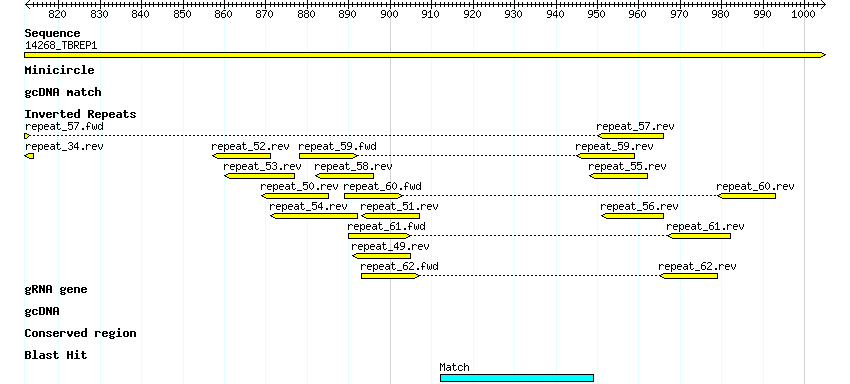 820 830 840 850 860 870 880 890 900 910 920 930 940 950 960 970 980 990 1000
Sequence
14268_TBREP1
Minicircle
gcDNA match
Inverted Repeats
repeat_57.fwd repeat_57.rev
repeat_34.rev repeat_52.rev repeat_59.fwd repeat_59.rev
repeat_53.rev repeat_58.rev repeat_55.rev
repeat_50.rev repeat_60.fwd repeat_60.rev
repeat_54.rev repeat_51.rev repeat_56.rev
repeat_61.fwd repeat_61.rev
repeat_49.rev
repeat_62.fwd repeat_62.rev
gRNA gene
gcDNA
Conserved region
Blast Hit
Match